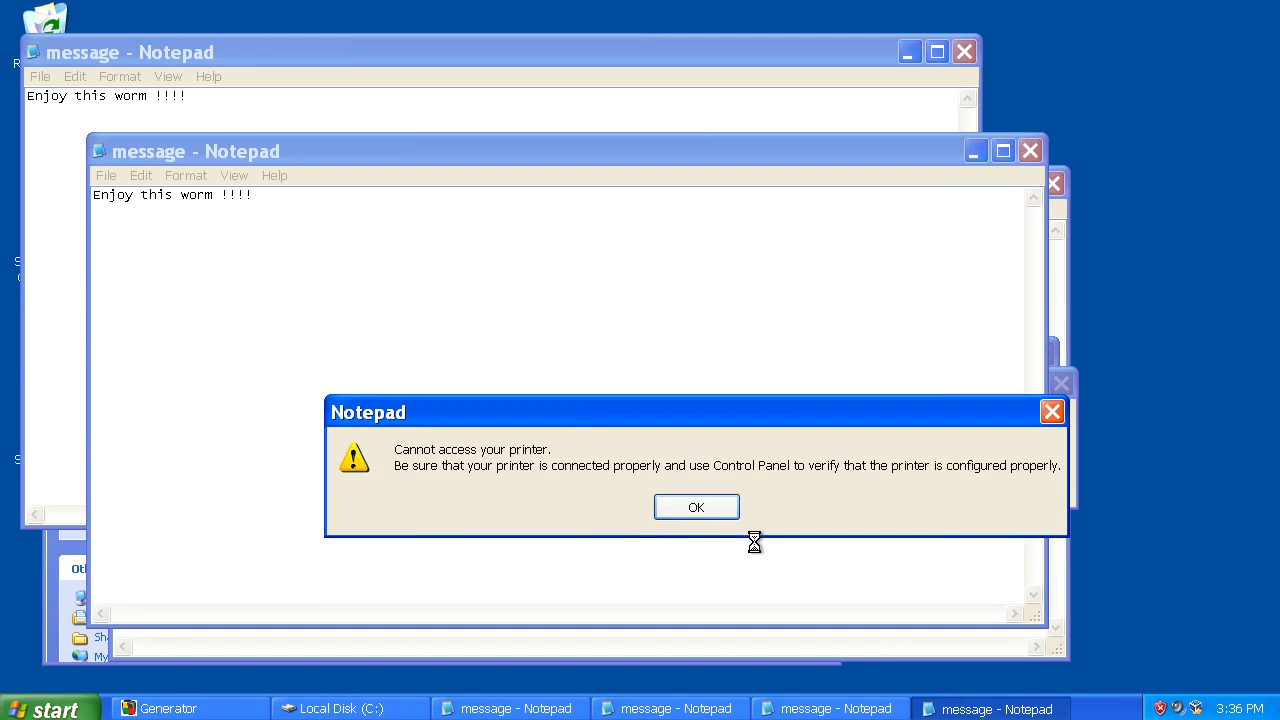 R
message - Notepad
File Edit Format View Help
Enjoy this worm !!!!
message - Notepad
File Edit Format View Help
Enjoy this worm !!!!
Notepad
Cannot access your printer.
Be sure that your printer is connected properly and use Control Panel to verify that the printer is configured properly.
OK
Sh
My
start
Generator
Local Disk (C:)
message - Notepad
message - Notepad
message - Notepad
message - Notepad
3:36 PM